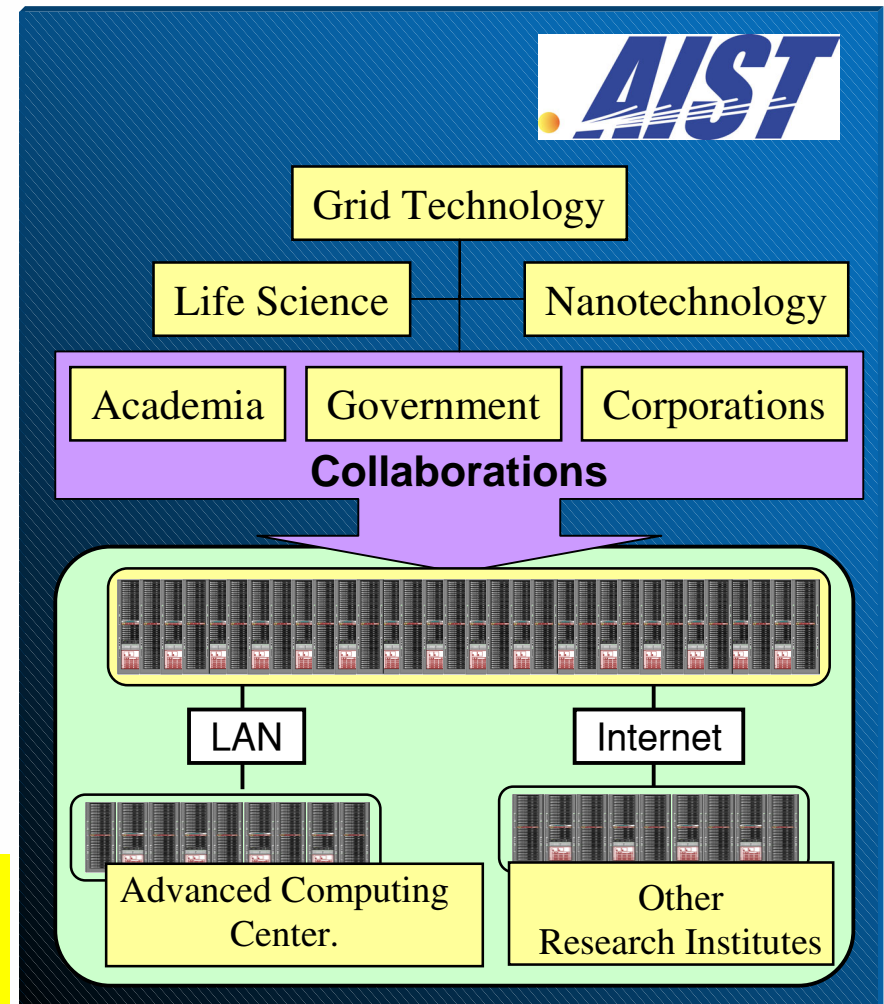 AIST
Grid Technology
Life Science
Nanotechnology
Academia
Government
Corporations
Collaborations
LAN
Internet
Advanced Computing
Center.
Other
Research Institutes